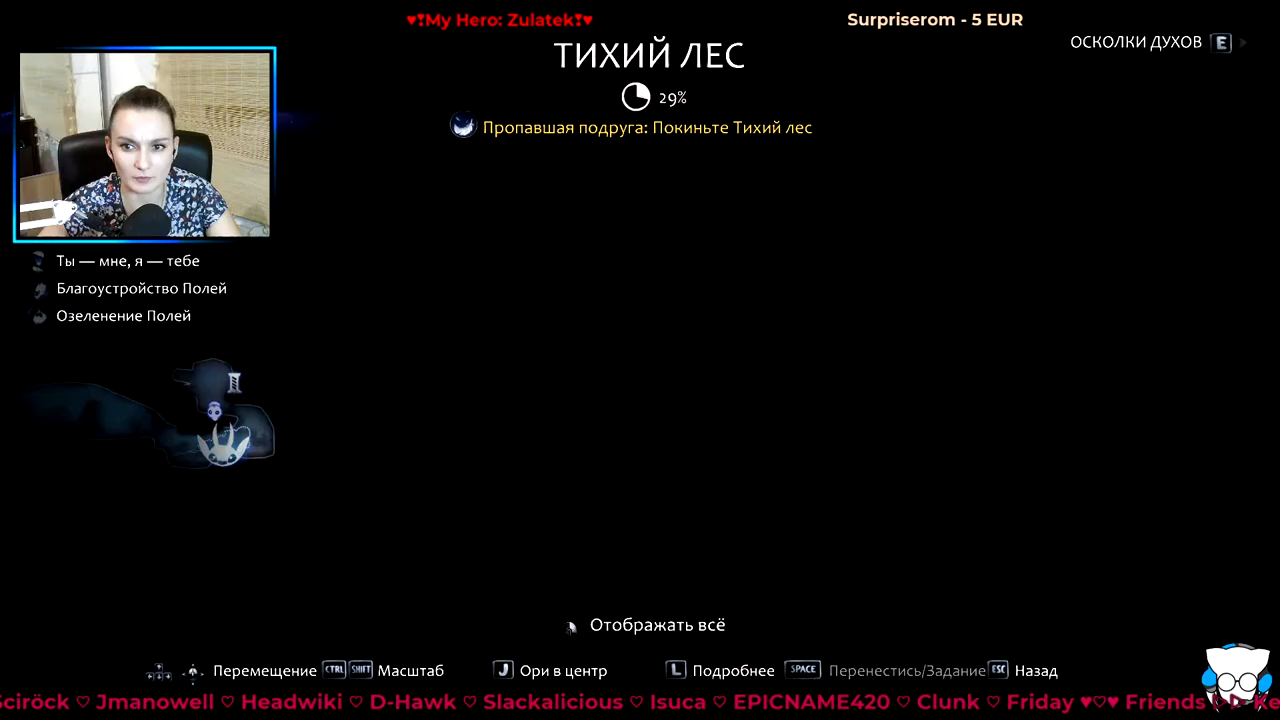 ♥❣My Hero: Zulatek❣♥
Surpriserom - 5 EUR
ТИХИЙ ЛЕС
ОСКОЛКИ ДУХОВ E
29%
Пропавшая подруга: Покиньте Тихий лес
Ты — мне, я — тебе
Благоустройство Полей
Озеленение Полей
Отображать всё
Перемещение CTRL SHIFT Масштаб J Ори в центр L Подробнее SPACE Перенестись/Задание ESC Назад
Sciröck ♡ Jmanowell ♡ Headwiki ♡ D-Hawk ♡ Slackalicious ♡ Isuca ♡ EPICNAME420 ♡ Clunk ♡ Friday ♥♡♥ Friends